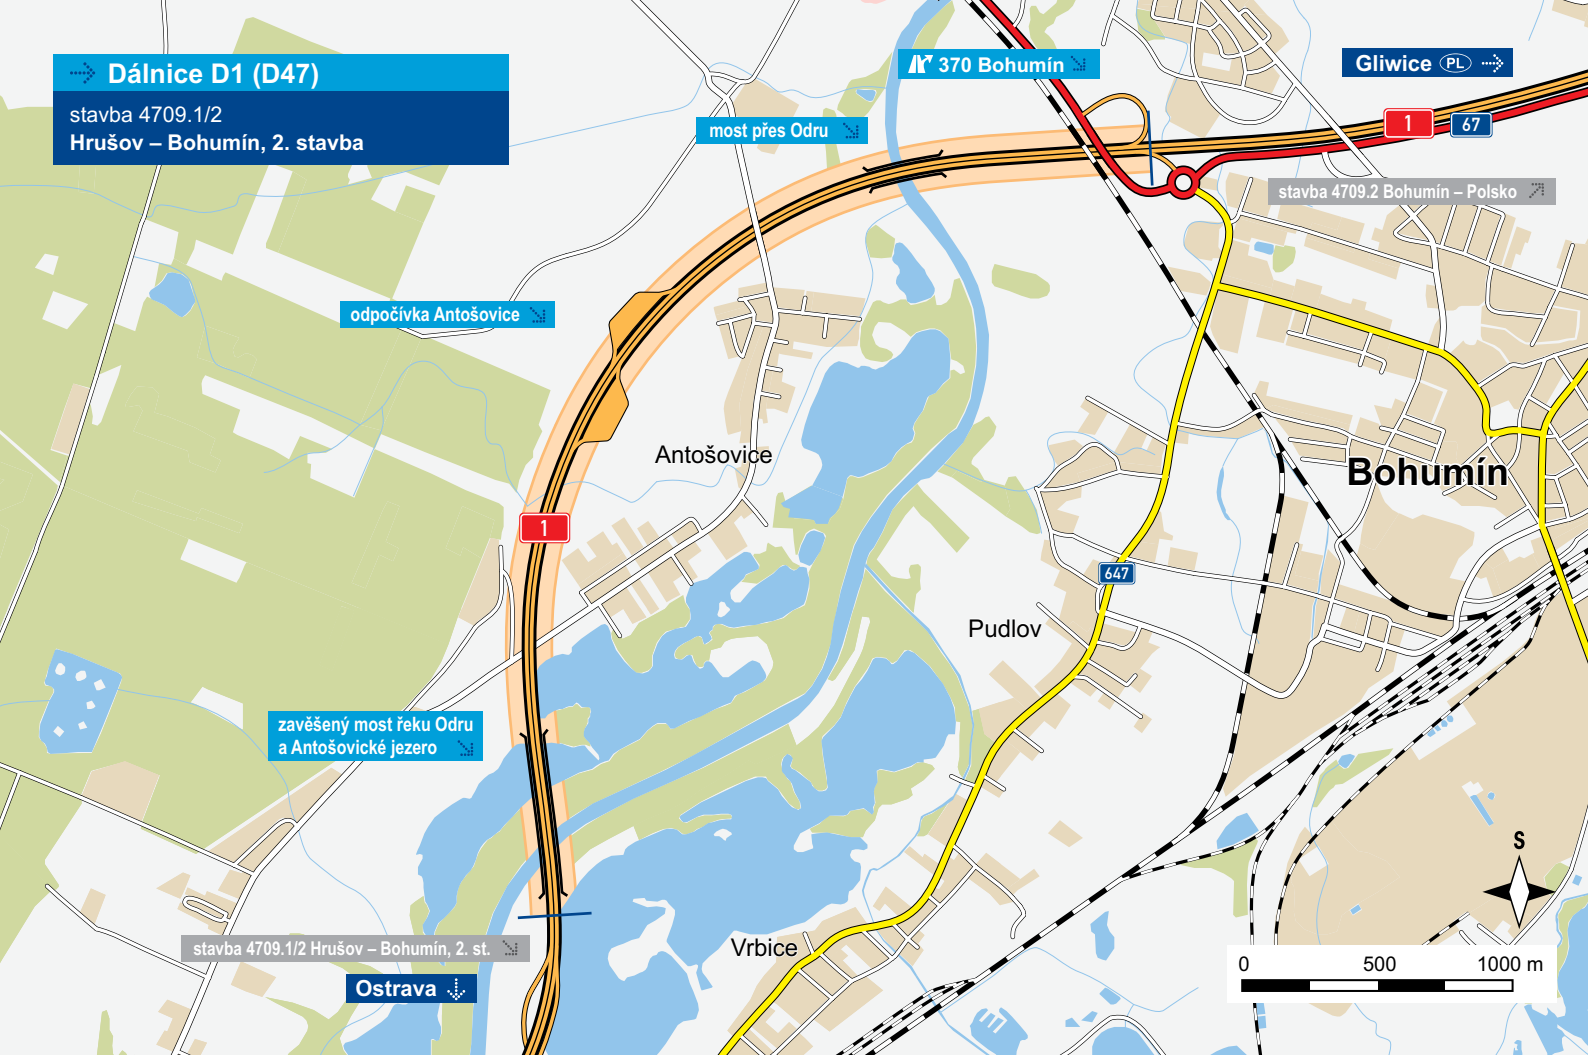 Dálnice D1 (D47)
stavba 4709.1/2
Hrušov – Bohumín, 2. stavba
370 Bohumín
Gliwice PL
most přes Odru
1
67
stavba 4709.2 Bohumín – Polsko
odpočívka Antošovice
Antošovice
Bohumín
1
647
Pudlov
zavěšený most řeku Odru
a Antošovické jezero
S
stavba 4709.1/2 Hrušov – Bohumín, 2. st.
Vrbice
Ostrava
0 500 1000 m